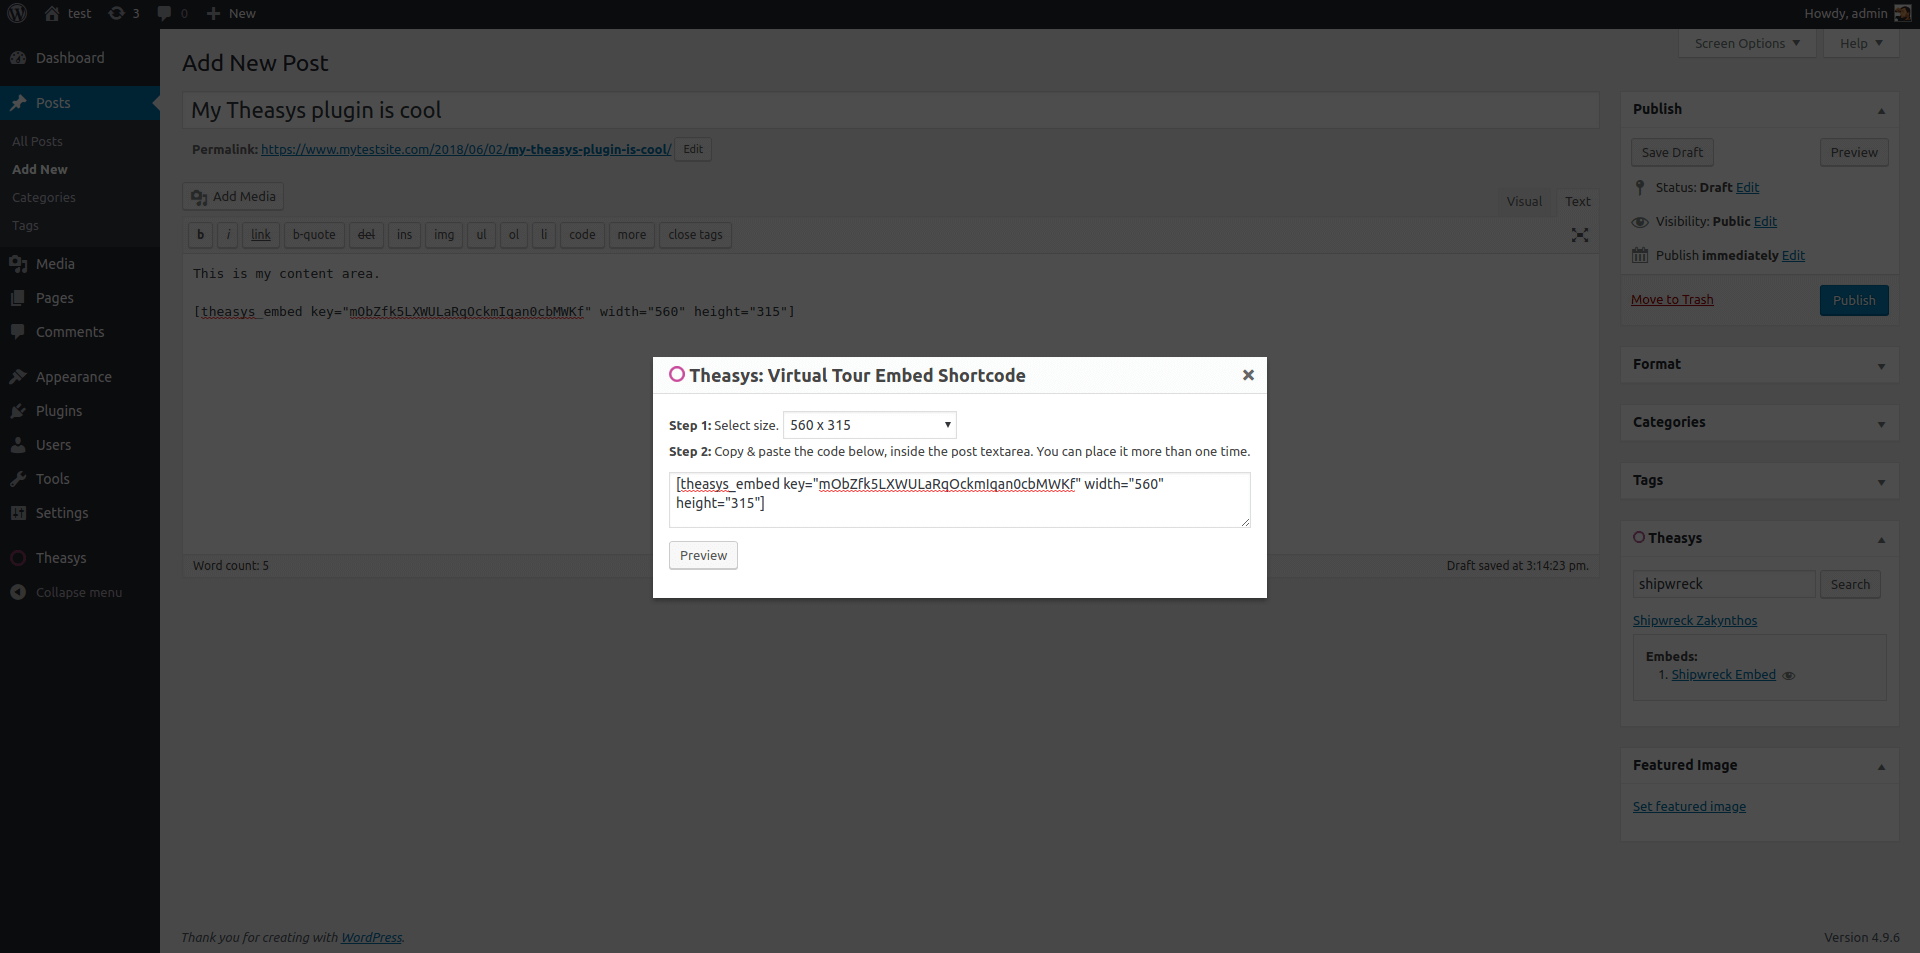 test
3
0
New
Howdy, admin
Dashboard
Posts
All Posts
Add New
Categories
Tags
Media
Pages
Comments
Appearance
Plugins
Users
Tools
Settings
Theasys
Collapse menu
Screen Options
Help
Add New Post
My Theasys plugin is cool
Permalink: https://www.mytestsite.com/2018/06/02/my-theasys-plugin-is-cool/ Edit
Add Media
Visual Text
b i link b-quote del ins img ul ol li code more close tags
This is my content area.
[theasys_embed key="mObZfk5LXWULaRqOckmIqan0cbMWKf" width="560" height="315"]
Word count: 5
Draft saved at 3:14:23 pm.
Theasys: Virtual Tour Embed Shortcode
Step 1: Select size. 560 x 315
Step 2: Copy & paste the code below, inside the post textarea. You can place it more than one time.
[theasys_embed key="mObZfk5LXWULaRqOckmIqan0cbMWKf" width="560"
height="315"]
Preview
Publish
Save Draft Preview
Status: Draft Edit
Visibility: Public Edit
Publish immediately Edit
Move to Trash Publish
Format
Categories
Tags
Theasys
shipwreck Search
Shipwreck Zakynthos
Embeds:
1. Shipwreck Embed
Featured Image
Set featured image
Thank you for creating with WordPress.
Version 4.9.6